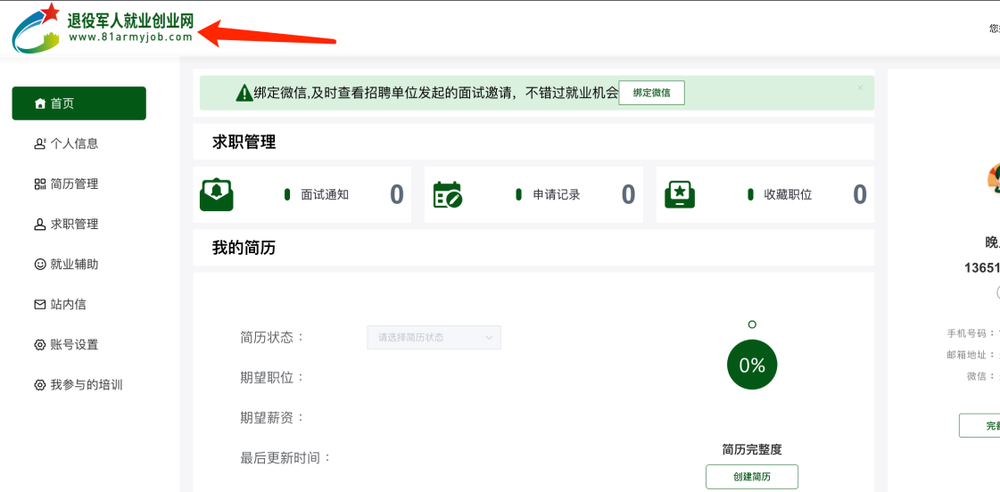 退役军人就业创业网
www.81armyjob.com
首页
个人信息
简历管理
求职管理
就业辅助
站内信
账号设置
我参与的培训
绑定微信,及时查看招聘单位发起的面试邀请，不错过就业机会 绑定微信
×
求职管理
面试通知 0
申请记录 0
收藏职位 0
我的简历
简历状态： 请选择简历状态
期望职位：
期望薪资：
最后更新时间：
0%
简历完整度
创建简历
您
晚
13651
手机号码：
邮箱地址：
微信：
完